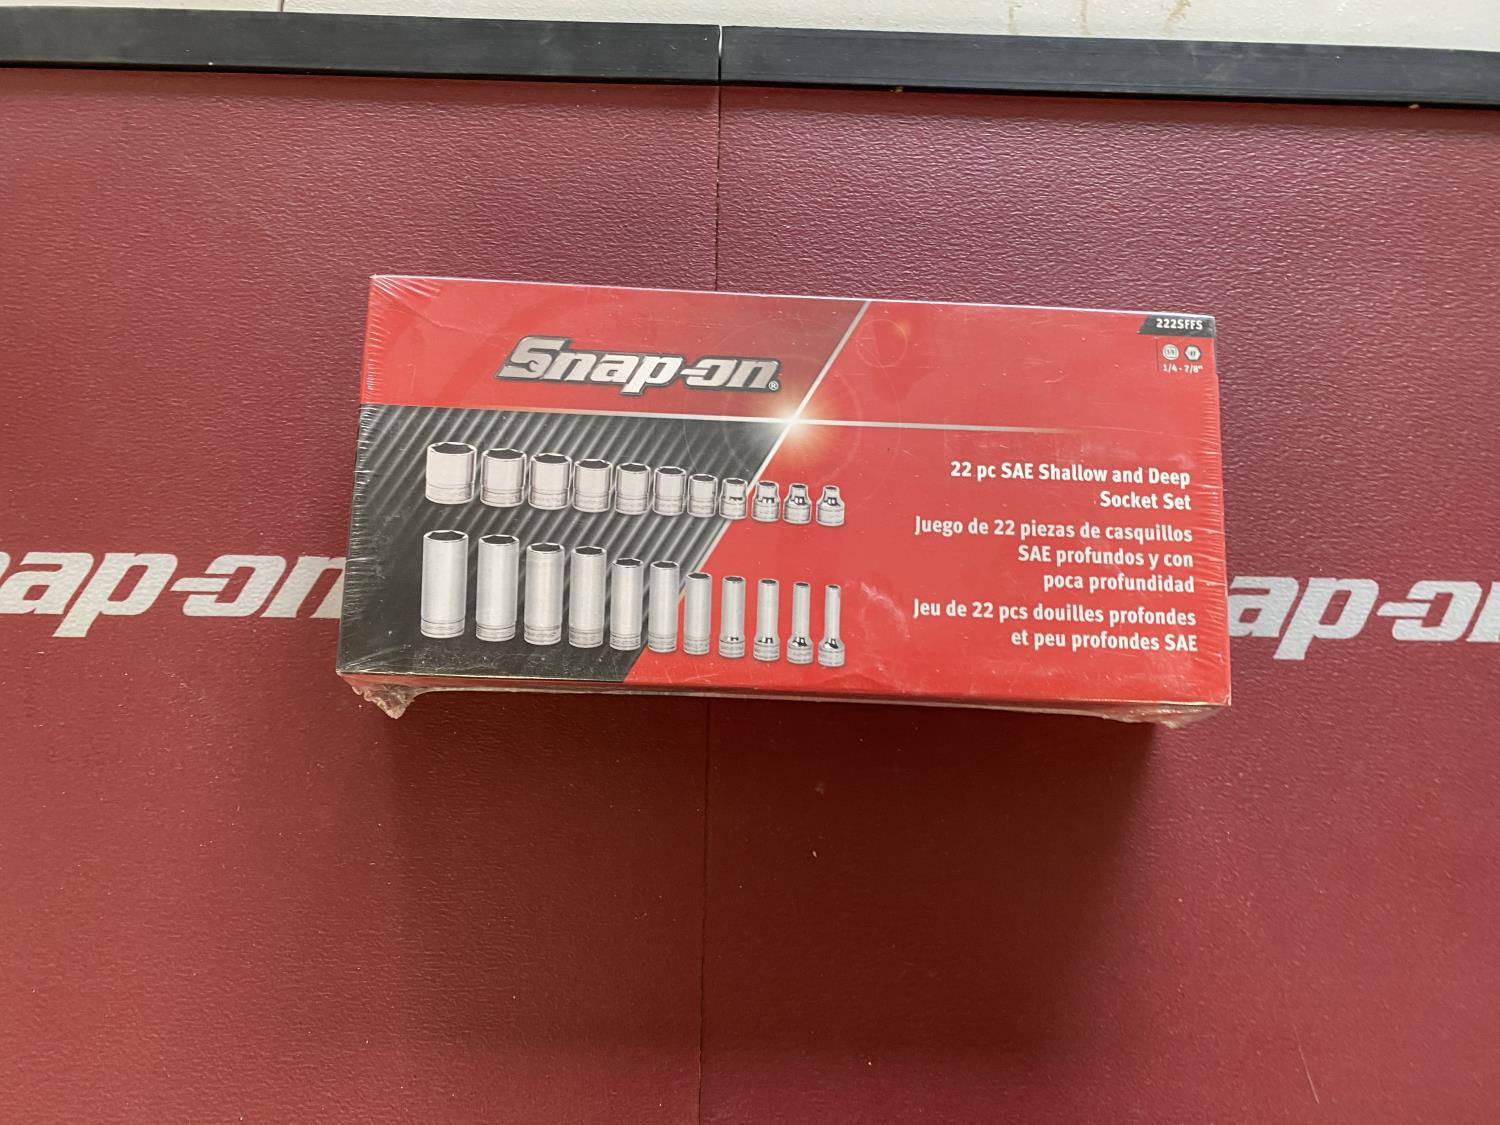 222SFFS
Snap-on®
1/4 - 7/8"
22 pc SAE Shallow and Deep
Socket Set
Juego de 22 piezas de casquillos
SAE profundos y con
poca profundidad
Jeu de 22 pcs douilles profondes
et peu profondes SAE
ap-on
ap-o